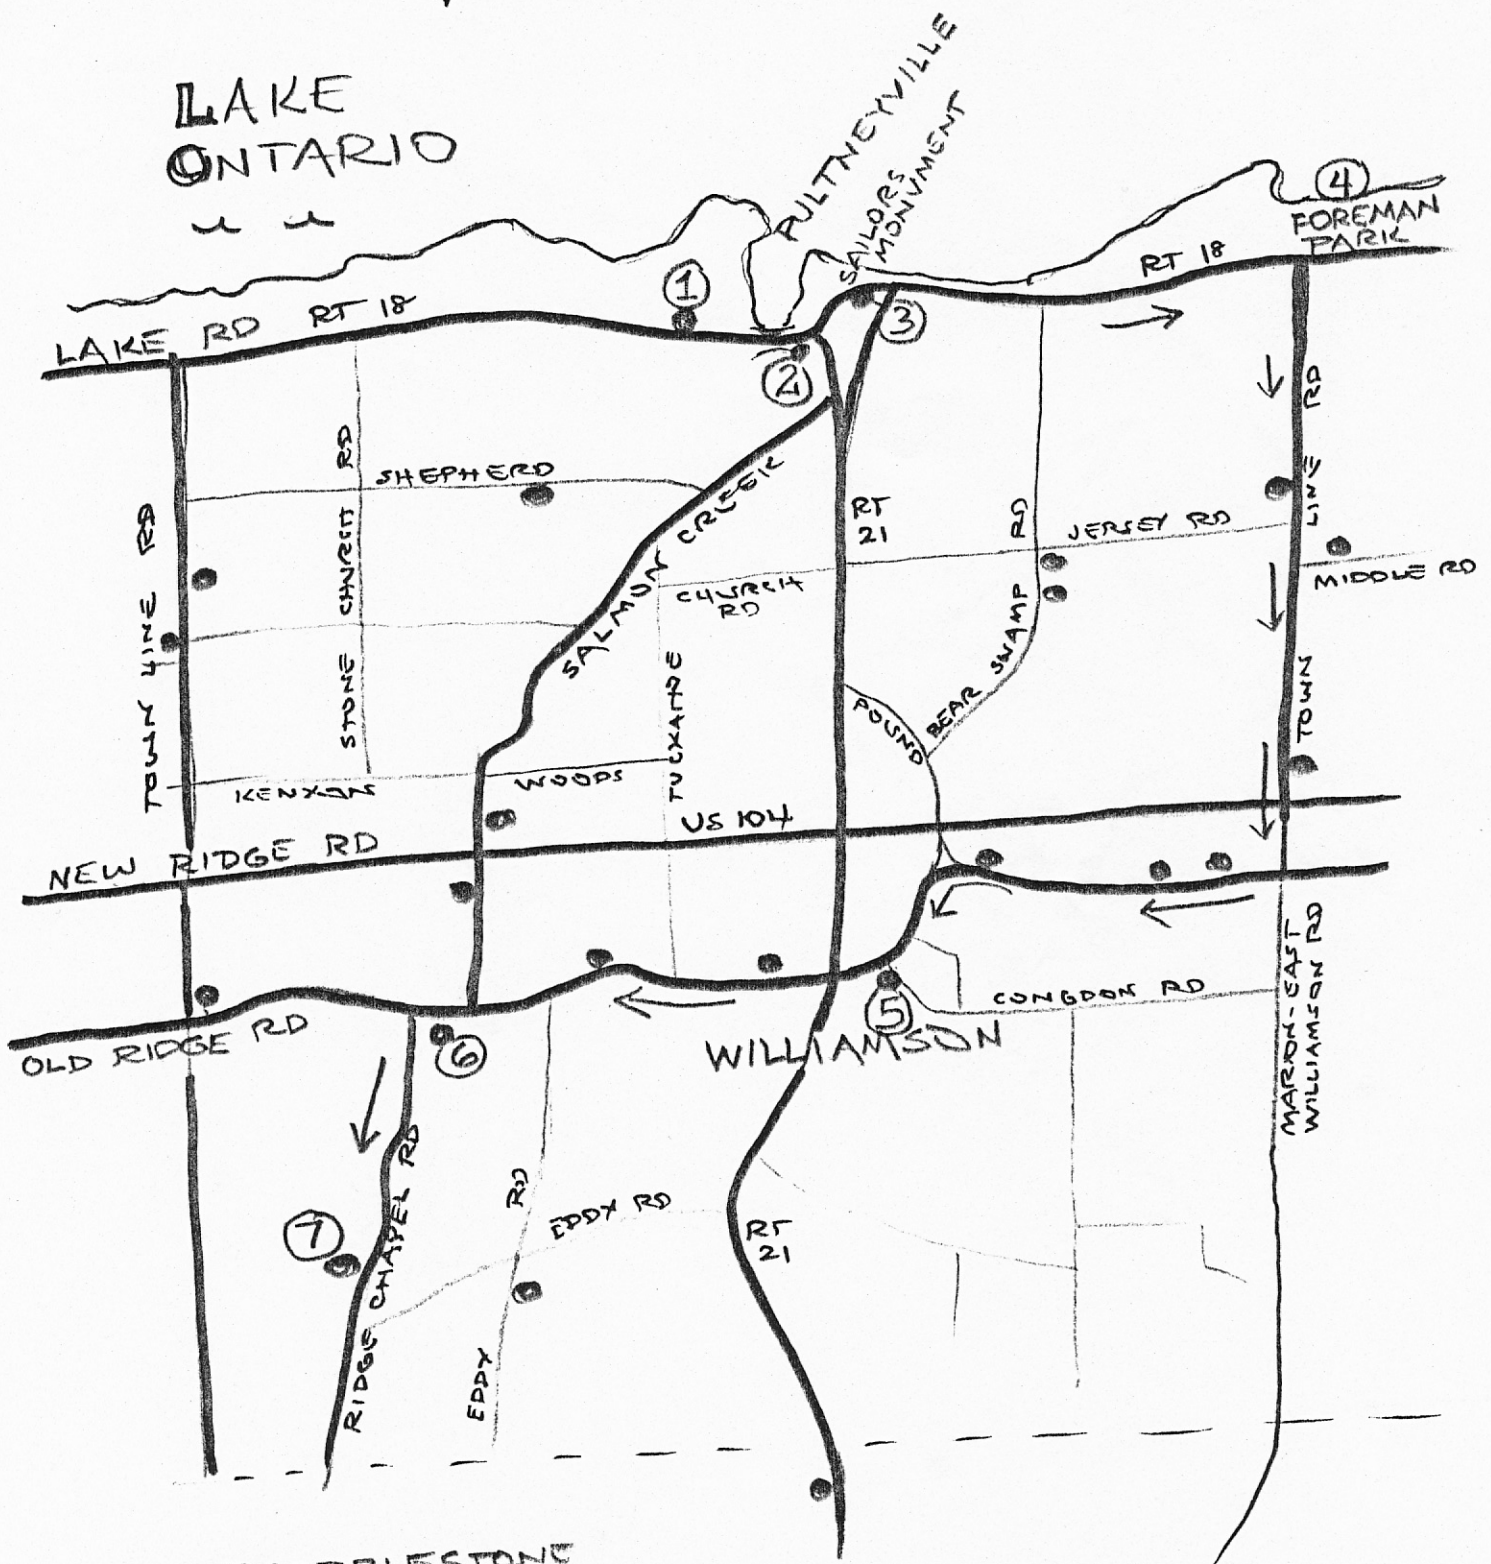 LAKE
ONTARIO
PULTNEYVILLE
SAILORS
MONUMENT
4
FOREMAN
PARK
RT 18
1
LAKE RD RT 18
3
2
TOWN LINE RD
STONE CHURCH RD
SHEPHERD
SALMON CREEK
CHURCH
RD
TUCKAHOE
RT
21
BEAR SWAMP RD
JERSEY RD
TOWN LINE RD
MIDDLE RD
POUND
KENYON
WOODS
US 104
NEW RIDGE RD
OLD RIDGE RD
6
5
WILLIAMSON
CONGDON RD
MARION-EAST
WILLIAMSON RD
7
RIDGE CHAPEL RD
EDDY RD
EDDY RD
RT
21